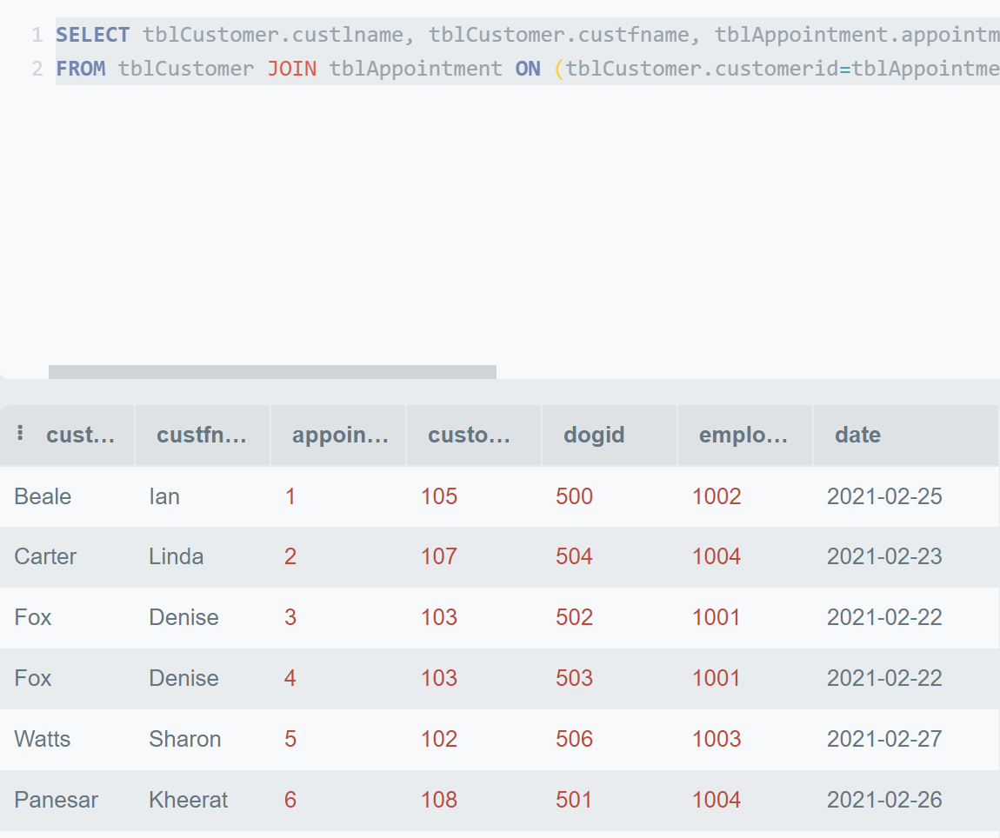 1 SELECT tblCustomer.custlname, tblCustomer.custfname, tblAppointment.appointm
2 FROM tblCustomer JOIN tblAppointment ON (tblCustomer.customerid=tblAppointme
cust... custfn... appoin... custo... dogid emplo... date
Beale Ian 1 105 500 1002 2021-02-25
Carter Linda 2 107 504 1004 2021-02-23
Fox Denise 3 103 502 1001 2021-02-22
Fox Denise 4 103 503 1001 2021-02-22
Watts Sharon 5 102 506 1003 2021-02-27
Panesar Kheerat 6 108 501 1004 2021-02-26